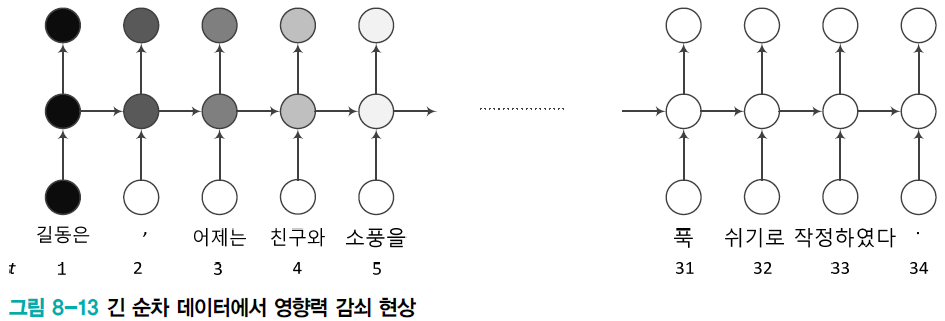 길동은 , 어제는 친구와 소풍을 푹 쉬기로 작정하였다 .
t 1 2 3 4 5 31 32 33 34
그림 8-13 긴 순차 데이터에서 영향력 감쇠 현상